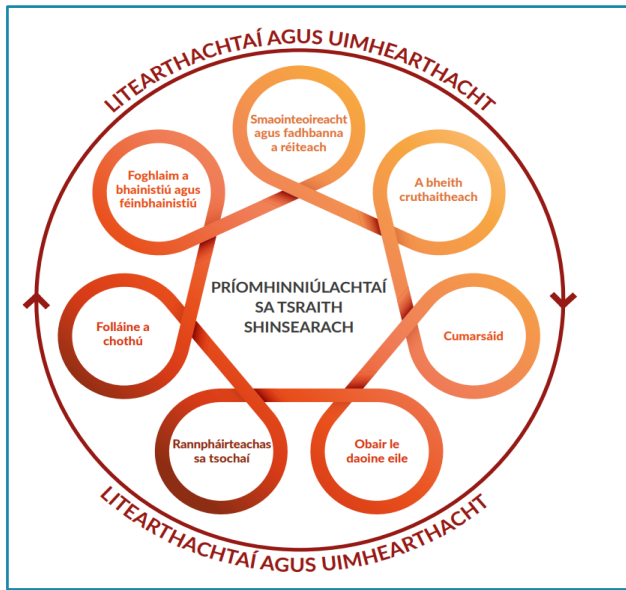 LITEARTHACHTAÍ AGUS UIMHEARTHACHT
Smaointeoireacht
agus fadhbanna
a réiteach
A bheith
cruthaitheach
Cumarsáid
Obair le
daoine eile
Rannpháirteachas
sa tsochaí
Folláine a
chothú
Foghlaim a
bhainistiú agus
féinbhainistiú
PRÍOMHINNIÚLACHTAÍ
SA TSRAITH
SHINSEARACH
LITEARTHACHTAÍ AGUS UIMHEARTHACHT